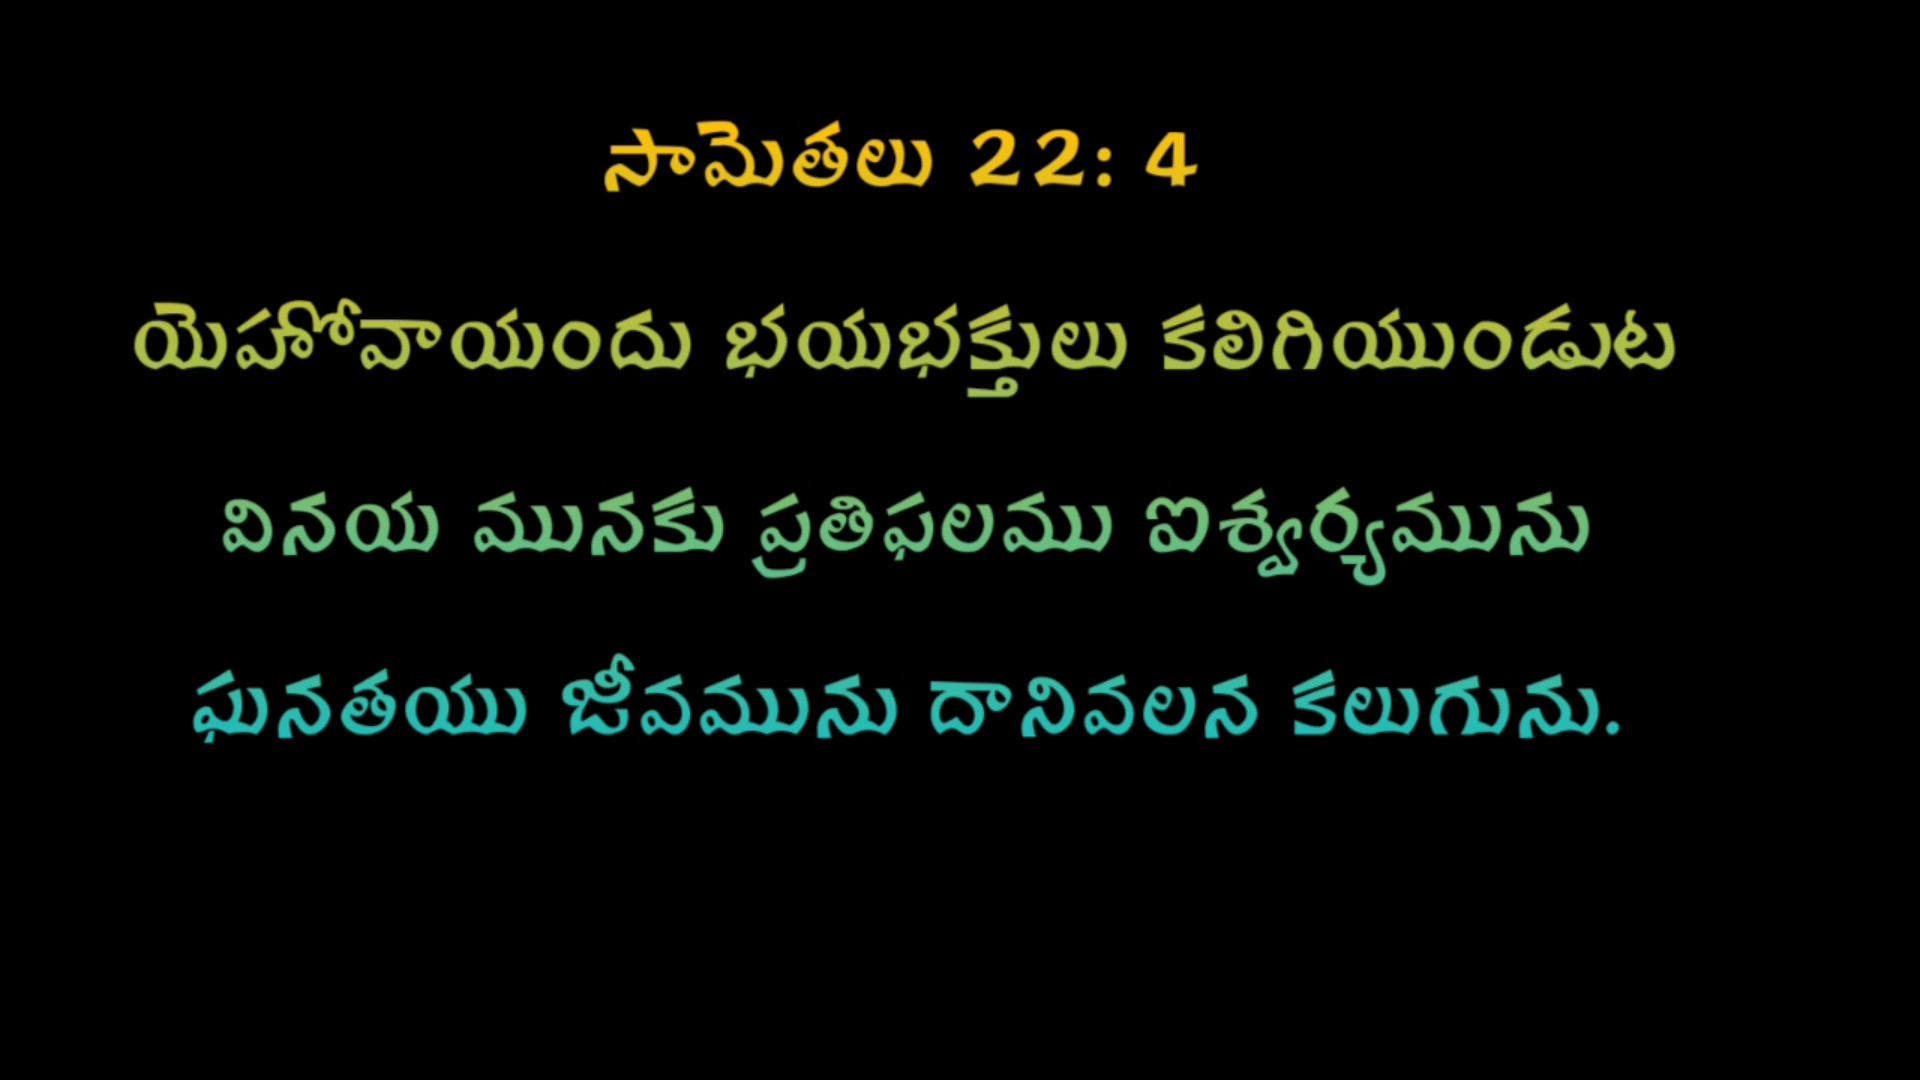 సామెతలు 22: 4
యెహోవాయందు భయభక్తులు కలిగియుండుట
వినయ మునకు ప్రతిఫలము ఐశ్వర్యమును
ఘనతయు జీవమును దానివలన కలుగును.